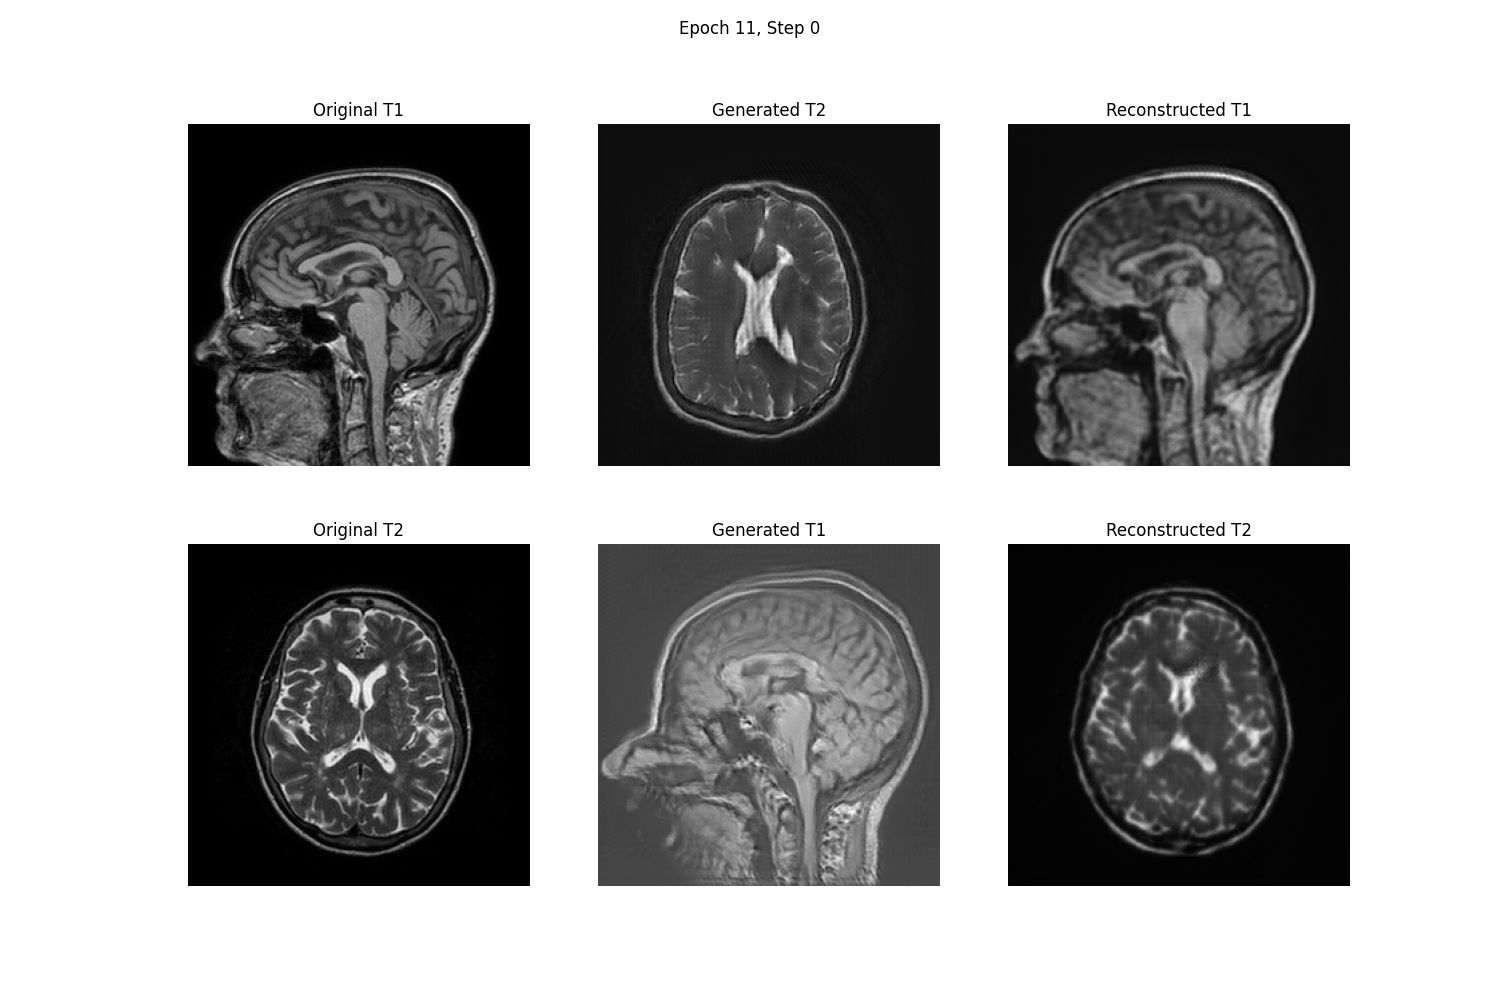 Epoch 11, Step 0
Original T1
Generated T2
Reconstructed T1
Original T2
Generated T1
Reconstructed T2